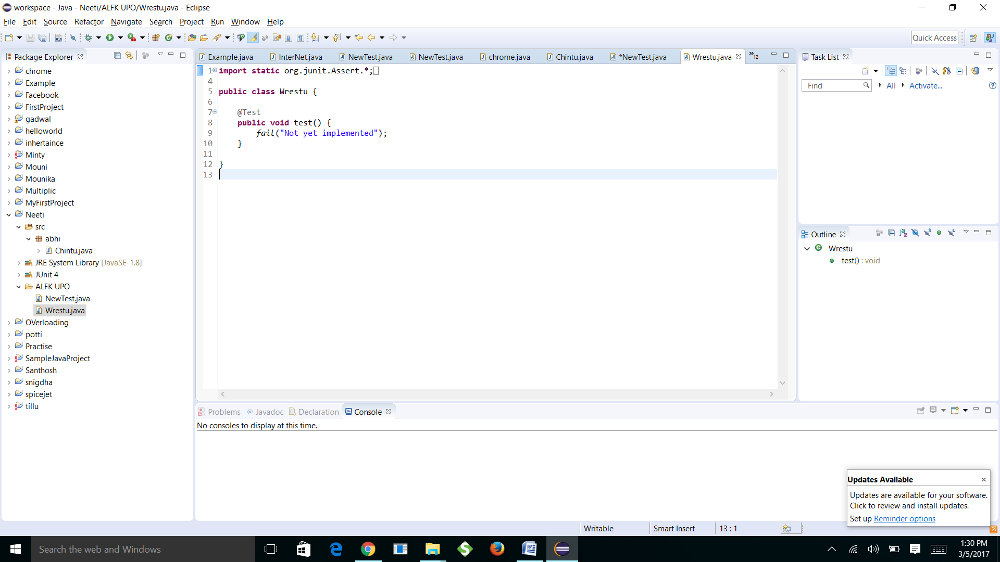 workspace - Java - Neeti/ALFK UPO/Wrestu.java - Eclipse
File Edit Source Refactor Navigate Search Project Run Window Help
Quick Access
Package Explorer
chrome
Example
Facebook
FirstProject
gadwal
helloworld
inhertaince
Minty
Mouni
Mounika
Multiplic
MyFirstProject
Neeti
src
abhi
Chintu.java
JRE System Library [JavaSE-1.8]
JUnit 4
ALFK UPO
NewTest.java
Wrestu.java
OVerloading
potti
Practise
SampleJavaProject
Santhosh
snigdha
spicejet
tillu
Example.java InterNet.java NewTest.java NewTest.java chrome.java Chintu.java *NewTest.java Wrestu.java »12
1 import static org.junit.Assert.*;
4
5 public class Wrestu {
6
7 @Test
8 public void test() {
9 fail("Not yet implemented");
10 }
11
12 }
13
Task List
Find All Activate...
Outline
Wrestu
test() : void
Problems @ Javadoc Declaration Console
No consoles to display at this time.
Updates Available
Updates are available for your software.
Click to review and install updates.
Set up Reminder options
Writable Smart Insert 13 : 1
Search the web and Windows
1:30 PM
3/5/2017